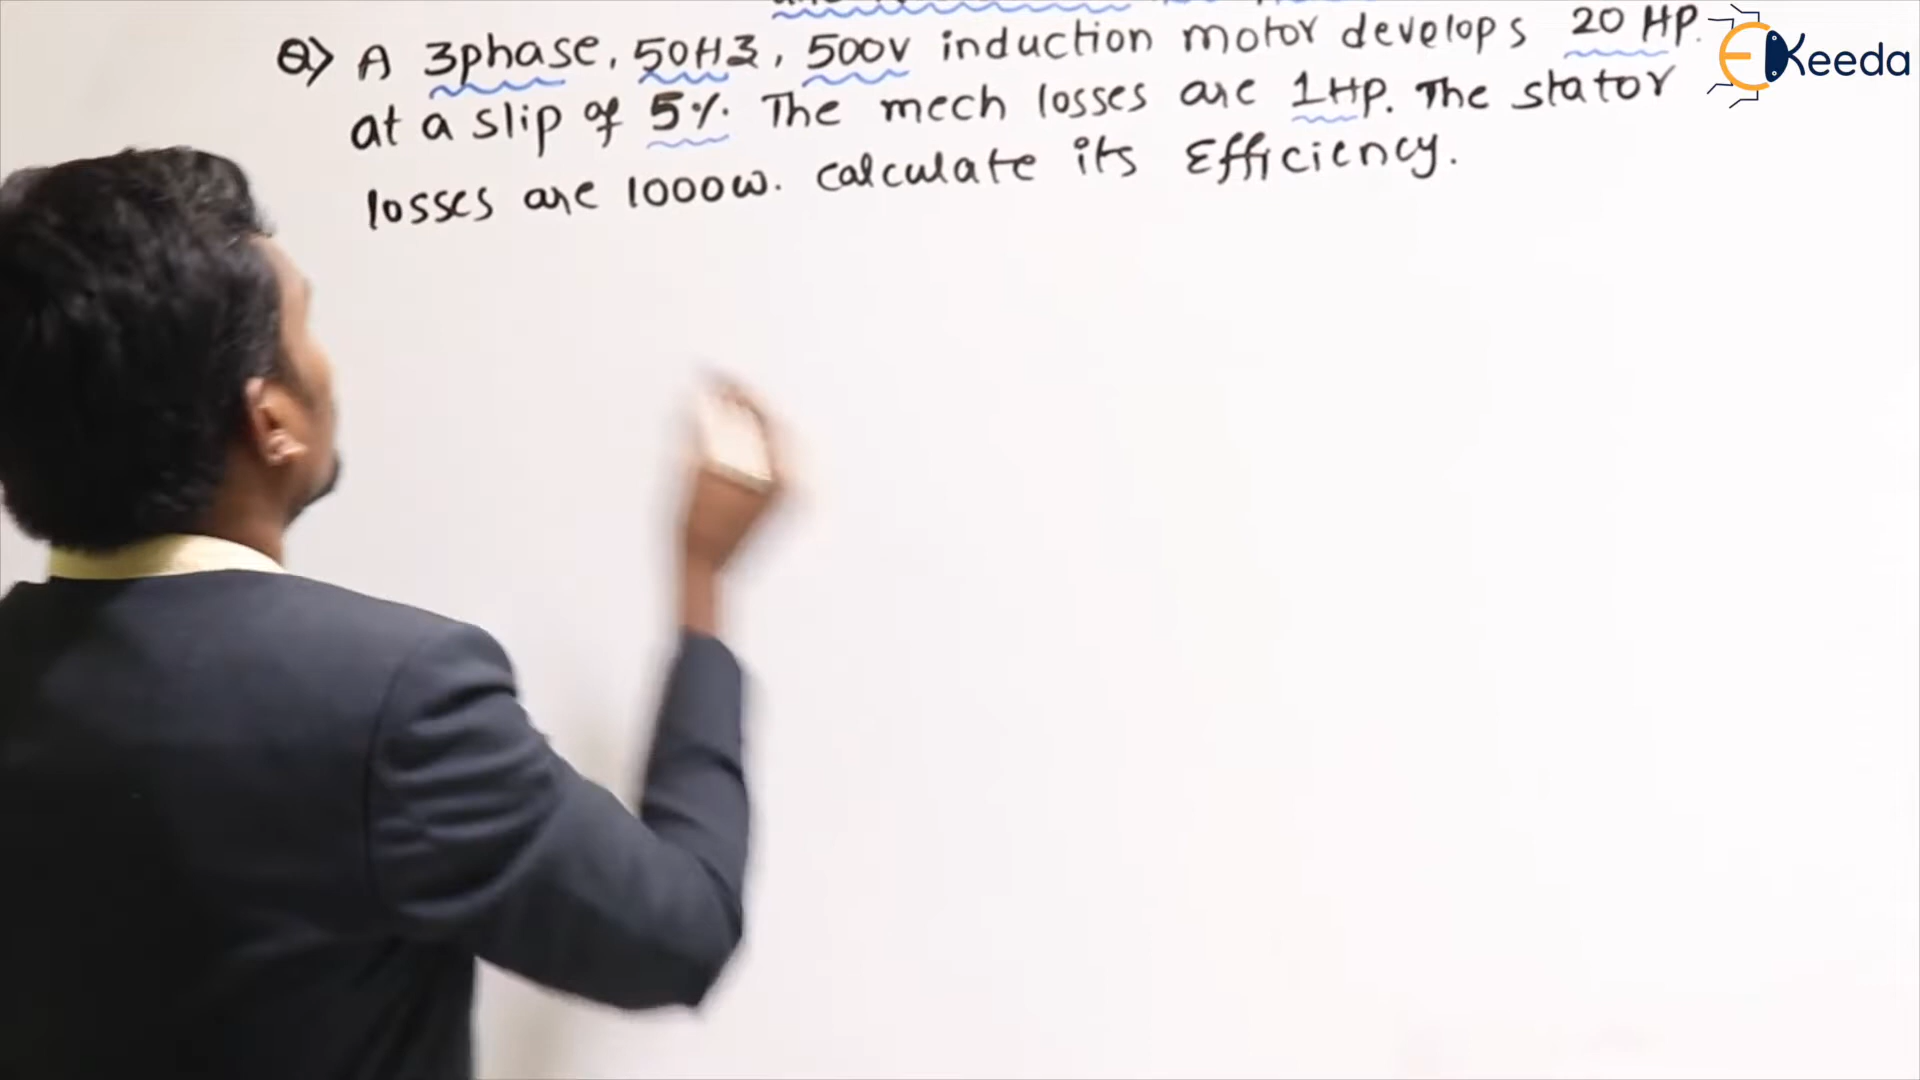 Q) A 3phase, 50Hz, 500V induction motor develops 20 HP.
at a slip of 5%. The mech losses are 1HP. The stator
losses are 1000w. calculate its Efficiency.
EKeeda